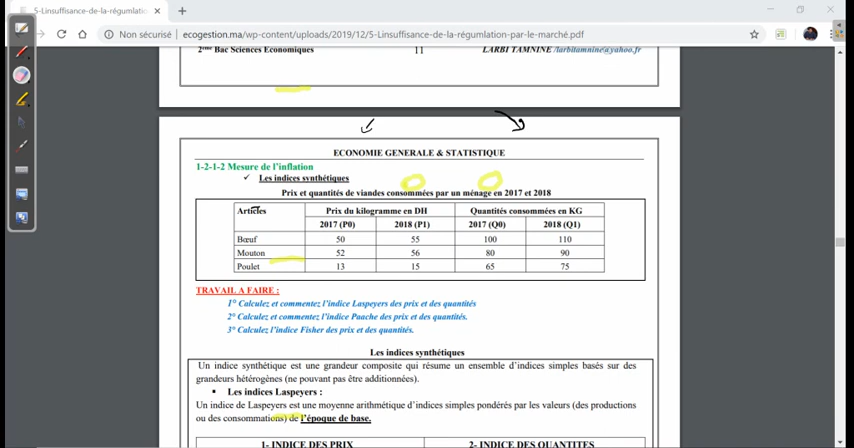 5-Linsuffisance-de-la-régumlatio
Non sécurisé | ecogestion.ma/wp-content/uploads/2019/12/5-Linsuffisance-de-la-régumlation-par-le-marché.pdf
2ème Bac Sciences Economiques 11 LARBI TAMNINE /larbitamnine@yahoo.fr
ECONOMIE GENERALE & STATISTIQUE
1-2-1-2 Mesure de l'inflation
✓ Les indices synthétiques
Prix et quantités de viandes consommées par un ménage en 2017 et 2018
Articles Prix du kilogramme en DH Quantités consommées en KG
2017 (P0) 2018 (P1) 2017 (Q0) 2018 (Q1)
Bœuf 50 55 100 110
Mouton 52 56 80 90
Poulet 13 15 65 75
TRAVAIL A FAIRE :
1° Calculez et commentez l'indice Laspeyers des prix et des quantités
2° Calculez et commentez l'indice Paache des prix et des quantités.
3° Calculez l'indice Fisher des prix et des quantités.
Les indices synthétiques
Un indice synthétique est une grandeur composite qui résume un ensemble d'indices simples basés sur des
grandeurs hétérogènes (ne pouvant pas être additionnées).
▪ Les indices Laspeyers :
Un indice de Laspeyers est une moyenne arithmétique d'indices simples pondérés par les valeurs (des productions
ou des consommations) de l'époque de base.
1- INDICE DES PRIX 2- INDICE DES QUANTITES